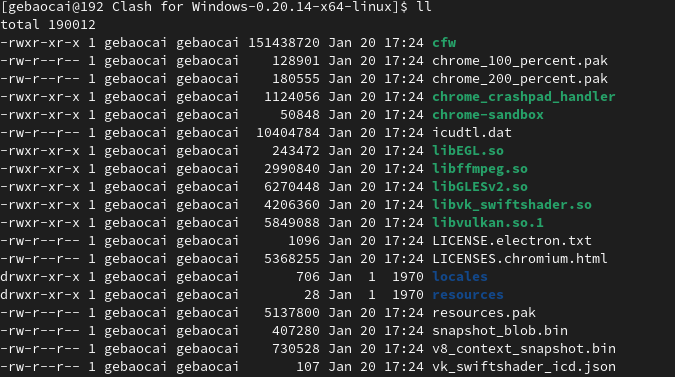 [gebaocai@192 Clash for Windows-0.20.14-x64-linux]$ ll
total 190012
-rwxr-xr-x 1 gebaocai gebaocai 151438720 Jan 20 17:24 cfw
-rw-r--r-- 1 gebaocai gebaocai 128901 Jan 20 17:24 chrome_100_percent.pak
-rw-r--r-- 1 gebaocai gebaocai 180555 Jan 20 17:24 chrome_200_percent.pak
-rwxr-xr-x 1 gebaocai gebaocai 1124056 Jan 20 17:24 chrome_crashpad_handler
-rwxr-xr-x 1 gebaocai gebaocai 50848 Jan 20 17:24 chrome-sandbox
-rw-r--r-- 1 gebaocai gebaocai 10404784 Jan 20 17:24 icudtl.dat
-rwxr-xr-x 1 gebaocai gebaocai 243472 Jan 20 17:24 libEGL.so
-rwxr-xr-x 1 gebaocai gebaocai 2990840 Jan 20 17:24 libffmpeg.so
-rwxr-xr-x 1 gebaocai gebaocai 6270448 Jan 20 17:24 libGLESv2.so
-rwxr-xr-x 1 gebaocai gebaocai 4206360 Jan 20 17:24 libvk_swiftshader.so
-rwxr-xr-x 1 gebaocai gebaocai 5849088 Jan 20 17:24 libvulkan.so.1
-rw-r--r-- 1 gebaocai gebaocai 1096 Jan 20 17:24 LICENSE.electron.txt
-rw-r--r-- 1 gebaocai gebaocai 5368255 Jan 20 17:24 LICENSES.chromium.html
drwxr-xr-x 1 gebaocai gebaocai 706 Jan 1 1970 locales
drwxr-xr-x 1 gebaocai gebaocai 28 Jan 1 1970 resources
-rw-r--r-- 1 gebaocai gebaocai 5137800 Jan 20 17:24 resources.pak
-rw-r--r-- 1 gebaocai gebaocai 407280 Jan 20 17:24 snapshot_blob.bin
-rw-r--r-- 1 gebaocai gebaocai 730528 Jan 20 17:24 v8_context_snapshot.bin
-rw-r--r-- 1 gebaocai gebaocai 107 Jan 20 17:24 vk_swiftshader_icd.json